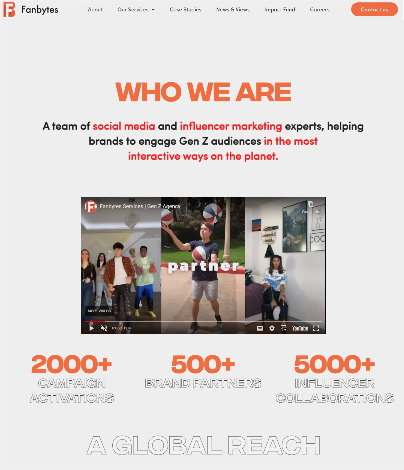 Fanbytes
About
Our Services
Case Studies
News & Views
Impact Fund
Careers
Contact us
WHO WE ARE
A team of social media and influencer marketing experts, helping
brands to engage Gen Z audiences in the most
interactive ways on the planet.
Fanbytes Services | Gen Z Agency
partner
MORE VIDEOS
YouTube
2000+
CAMPAIGN
ACTIVATIONS
500+
BRAND PARTNERS
5000+
INFLUENCER
COLLABORATIONS
A GLOBAL REACH